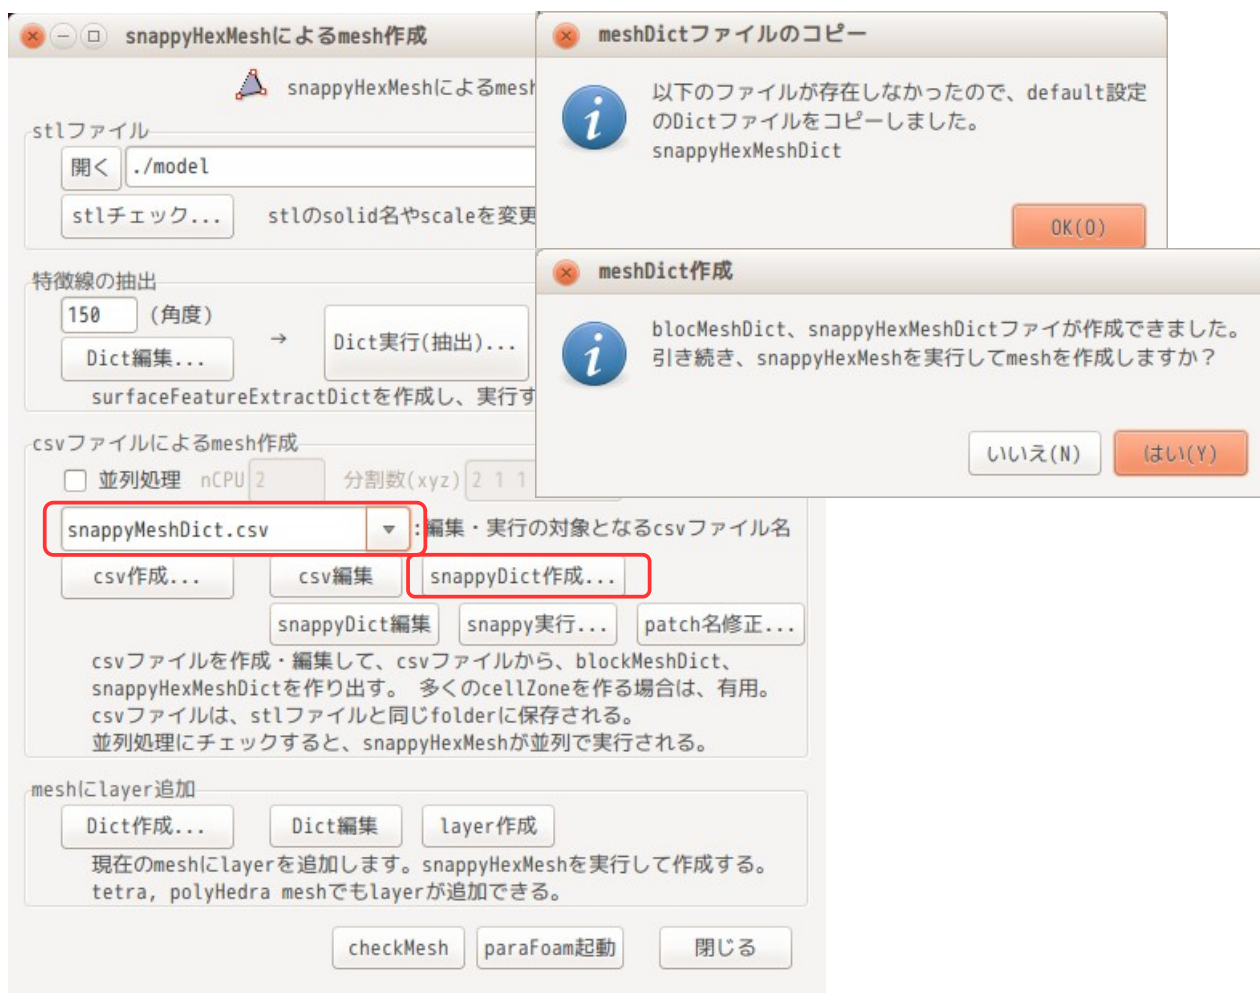 snappyHexMeshによるmesh作成
snappyHexMeshによるmesh
stlファイル
開く ./model
stlチェック... stlのsolid名やscaleを変更
特徴線の抽出
150 (角度)
→ Dict実行(抽出)...
Dict編集...
surfaceFeatureExtractDictを作成し、実行す
csvファイルによるmesh作成
並列処理 nCPU 2 分割数(xyz) 2 1 1
snappyMeshDict.csv :編集・実行の対象となるcsvファイル名
csv作成... csv編集 snappyDict作成...
snappyDict編集 snappy実行... patch名修正...
csvファイルを作成・編集して、csvファイルから、blockMeshDict、
snappyHexMeshDictを作り出す。 多くのcellZoneを作る場合は、有用。
csvファイルは、stlファイルと同じfolderに保存される。
並列処理にチェックすると、snappyHexMeshが並列で実行される。
meshにlayer追加
Dict作成... Dict編集 layer作成
現在のmeshにlayerを追加します。snappyHexMeshを実行して作成する。
tetra, polyHedra meshでもlayerが追加できる。
checkMesh paraFoam起動 閉じる
meshDictファイルのコピー
以下のファイルが存在しなかったので、default設定
のDictファイルをコピーしました。
snappyHexMeshDict
OK(O)
meshDict作成
blocMeshDict、snappyHexMeshDictファイが作成できました。
引き続き、snappyHexMeshを実行してmeshを作成しますか？
いいえ(N) はい(Y)